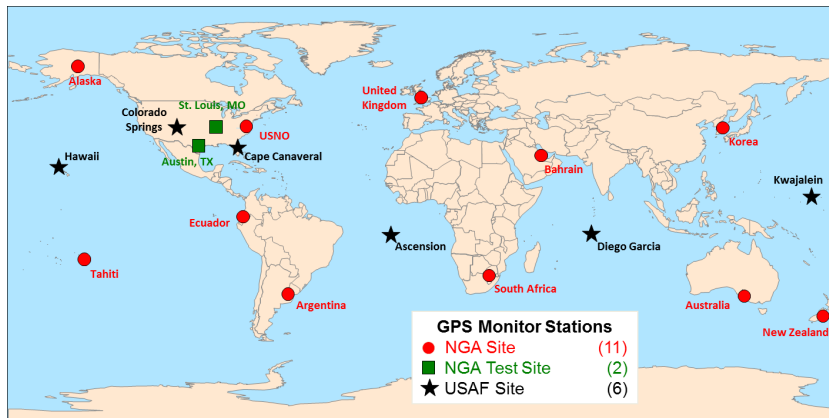 Alaska
United
Kingdom
St. Louis, MO
Colorado
Springs
USNO
Korea
Austin, TX
Cape Canaveral
Hawaii
Bahrain
Kwajalein
Ecuador
Ascension
Diego Garcia
Tahiti
South Africa
Argentina
Australia
New Zealand
GPS Monitor Stations
NGA Site (11)
NGA Test Site (2)
USAF Site (6)